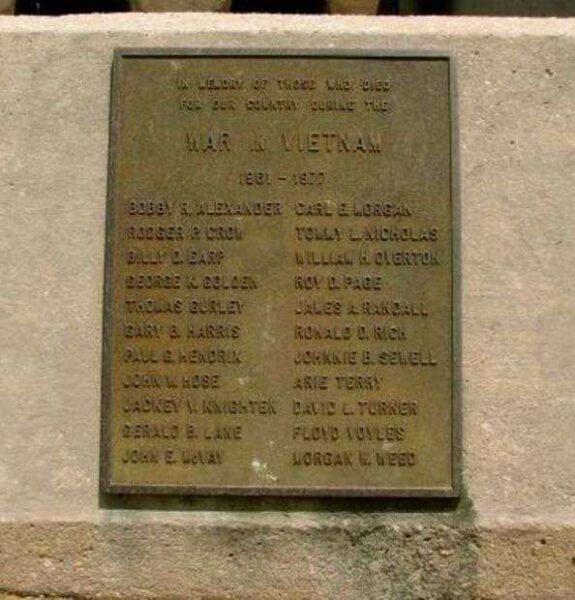 IN MEMORY OF THOSE WHO DIED
FOR OUR COUNTRY DURING THE
WAR IN VIETNAM
1961 - 1977
BOBBY R. ALEXANDER CARL E. MORGAN
RODGER P. CROW TOMMY L. NICHOLAS
BILLY D. EARP WILLIAM H. OVERTON
GEORGE K. GOLDEN ROY D. PAGE
THOMAS GURLEY JAMES A. RANDALL
GARY B. HARRIS RONALD D. RICH
PAUL G. HENDRIX JOHNNIE B. SEWELL
JOHN W. HOSE ARIE TERRY
JACKEY V. KNIGHTEN DAVID L. TURNER
GERALD B. LANE FLOYD VOYLES
JOHN E. McVAY MORGAN W. WEED